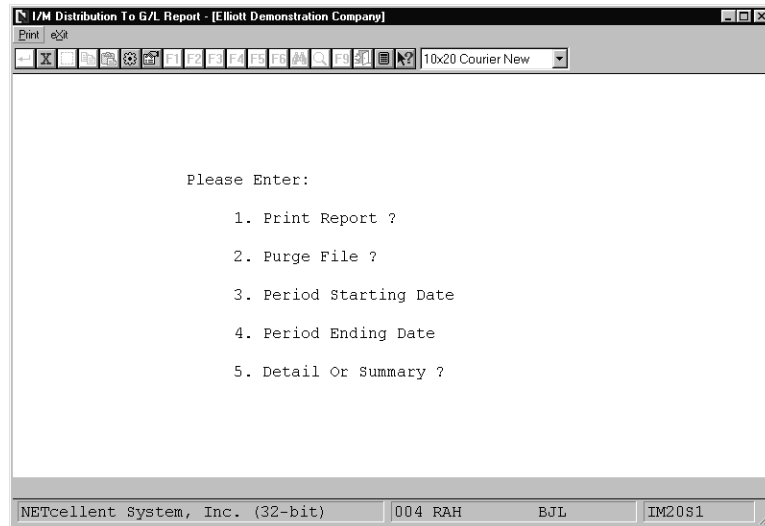 I/M Distribution To G/L Report - [Elliott Demonstration Company]
Print eXit
X F1 F2 F3 F4 F5 F6 F9 10x20 Courier New
Please Enter:
1. Print Report ?
2. Purge File ?
3. Period Starting Date
4. Period Ending Date
5. Detail Or Summary ?
NETcellent System, Inc. (32-bit) 004 RAH BJL IM20S1